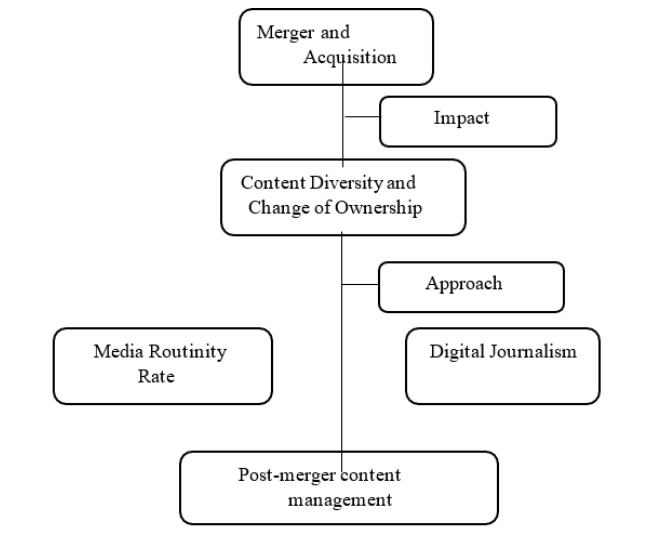 Merger and
Acquisition
Impact
Content Diversity and
Change of Ownership
Approach
Media Routinity
Rate
Digital Journalism
Post-merger content
management